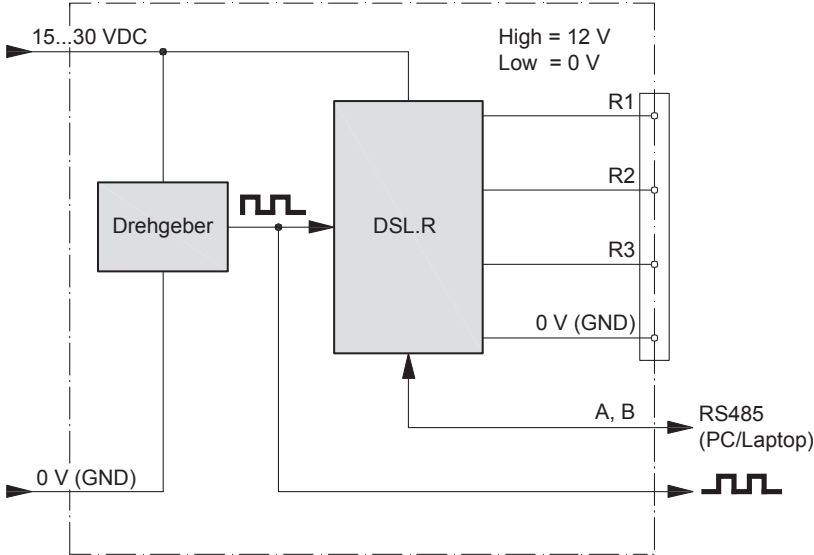 15...30 VDC
High = 12 V
Low = 0 V
R1
R2
Drehgeber
DSL.R
R3
0 V (GND)
A, B
RS485
(PC/Laptop)
0 V (GND)